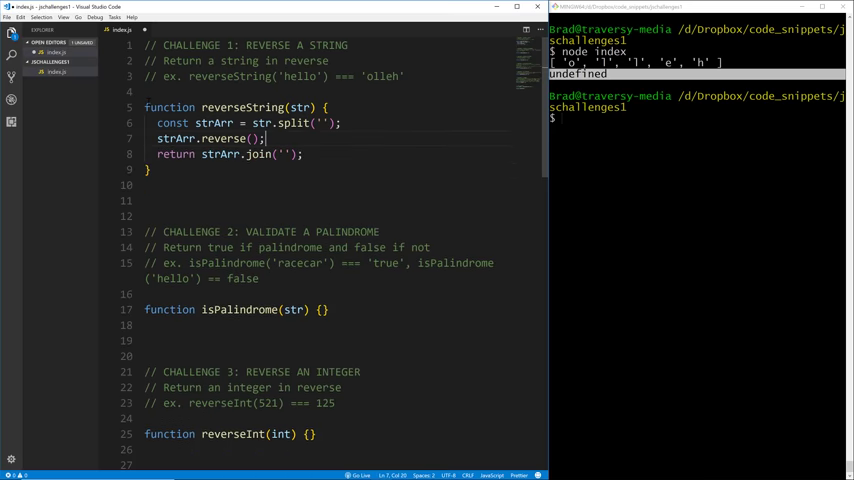 index.js - jschallenges1 - Visual Studio Code
File Edit Selection View Go Debug Tasks Help
EXPLORER
OPEN EDITORS 1 UNSAVED
index.js
JSCHALLENGES1
index.js
index.js
1 // CHALLENGE 1: REVERSE A STRING
2 // Return a string in reverse
3 // ex. reverseString('hello') === 'olleh'
4
5 function reverseString(str) {
6 const strArr = str.split('');
7 strArr.reverse();
8 return strArr.join('');
9 }
10
11
12
13 // CHALLENGE 2: VALIDATE A PALINDROME
14 // Return true if palindrome and false if not
15 // ex. isPalindrome('racecar') === 'true', isPalindrome
('hello') == false
16
17 function isPalindrome(str) {}
18
19
20
21 // CHALLENGE 3: REVERSE AN INTEGER
22 // Return an integer in reverse
23 // ex. reverseInt(521) === 125
24
25 function reverseInt(int) {}
26
27
0 0 Go Live Ln 7, Col 20 Spaces: 2 UTF-8 CRLF JavaScript Prettier
MINGW64:/d/Dropbox/code_snippets/jschallenges1
Brad@traversy-media /d/Dropbox/code_snippets/j
schallenges1
$ node index
[ 'o', 'l', 'l', 'e', 'h' ]
undefined
Brad@traversy-media /d/Dropbox/code_snippets/j
schallenges1
$